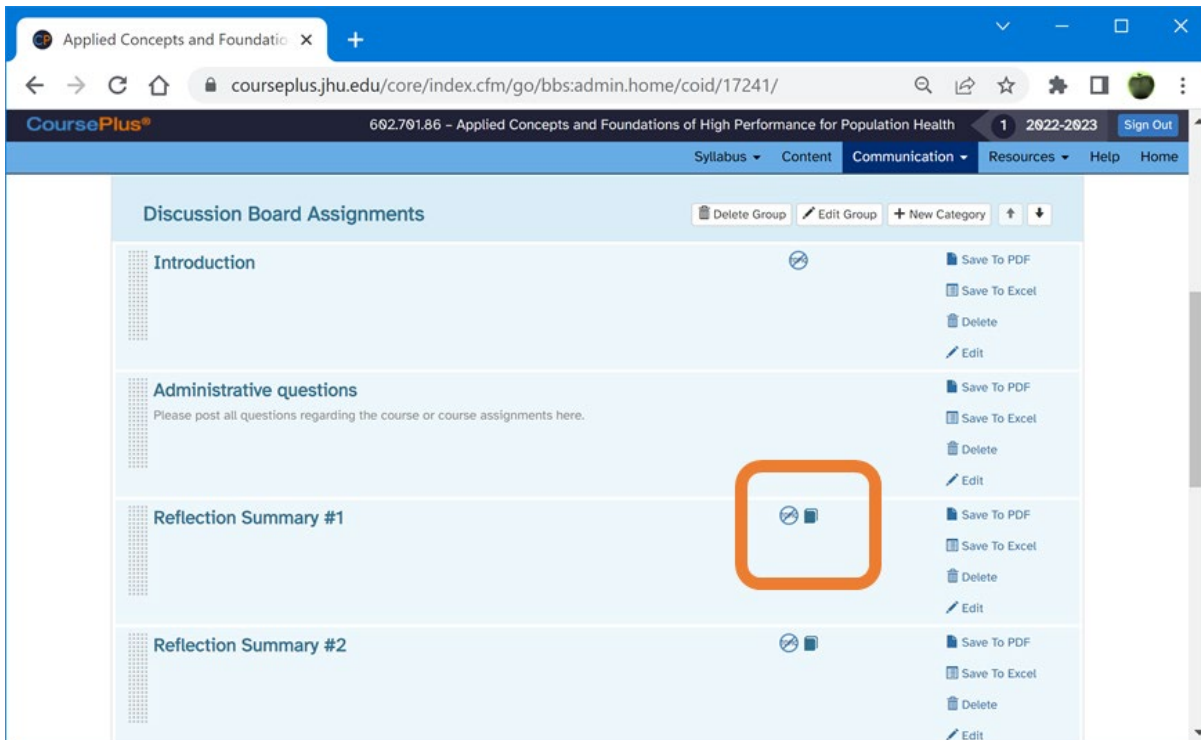 CP Applied Concepts and Foundatio
courseplus.jhu.edu/core/index.cfm/go/bbs:admin.home/coid/17241/
CoursePlus® 602.701.86 – Applied Concepts and Foundations of High Performance for Population Health 1 2022-2023 Sign Out
Syllabus Content Communication Resources Help Home
Discussion Board Assignments Delete Group Edit Group + New Category
Introduction Save To PDF
Save To Excel
Delete
Edit
Administrative questions Save To PDF
Please post all questions regarding the course or course assignments here. Save To Excel
Delete
Edit
Reflection Summary #1 Save To PDF
Save To Excel
Delete
Edit
Reflection Summary #2 Save To PDF
Save To Excel
Delete
Edit